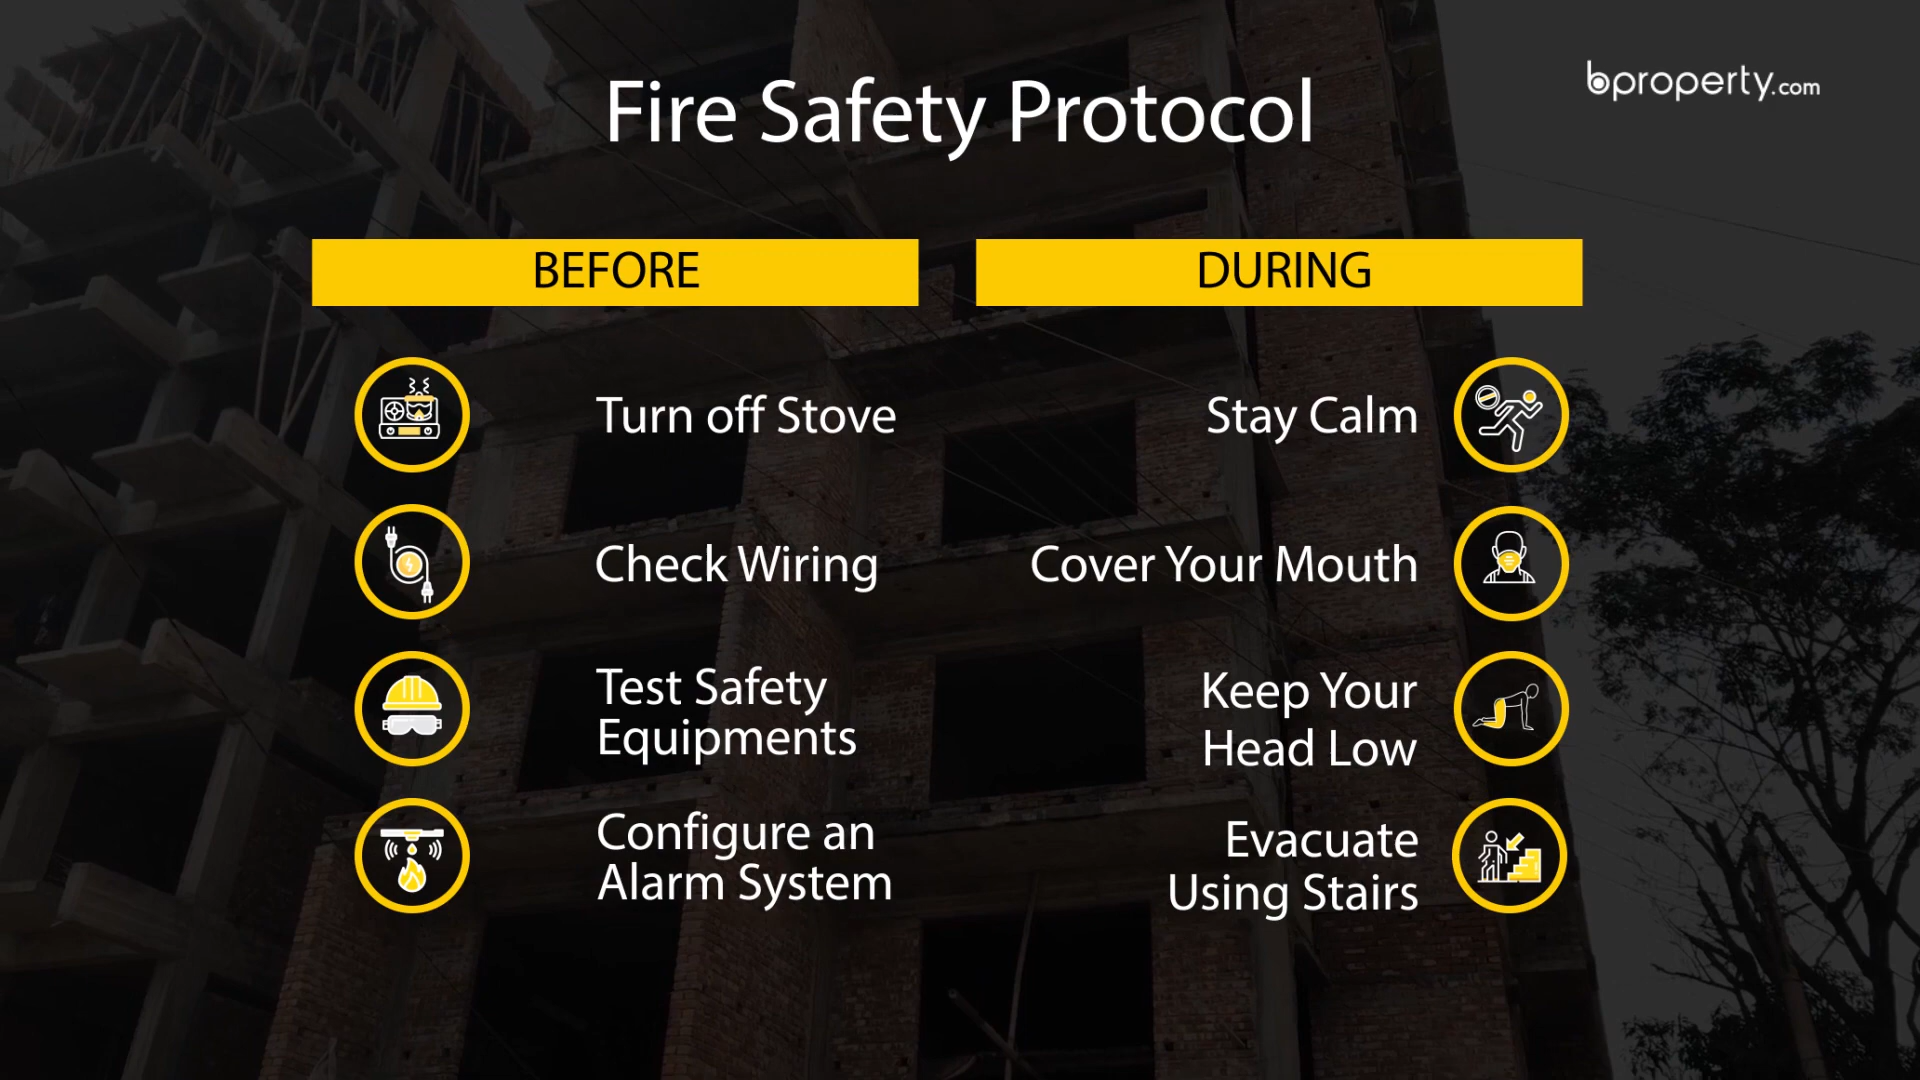 bproperty.com
Fire Safety Protocol
BEFORE
Turn off Stove
Check Wiring
Test Safety
Equipments
Configure an
Alarm System
DURING
Stay Calm
Cover Your Mouth
Keep Your
Head Low
Evacuate
Using Stairs